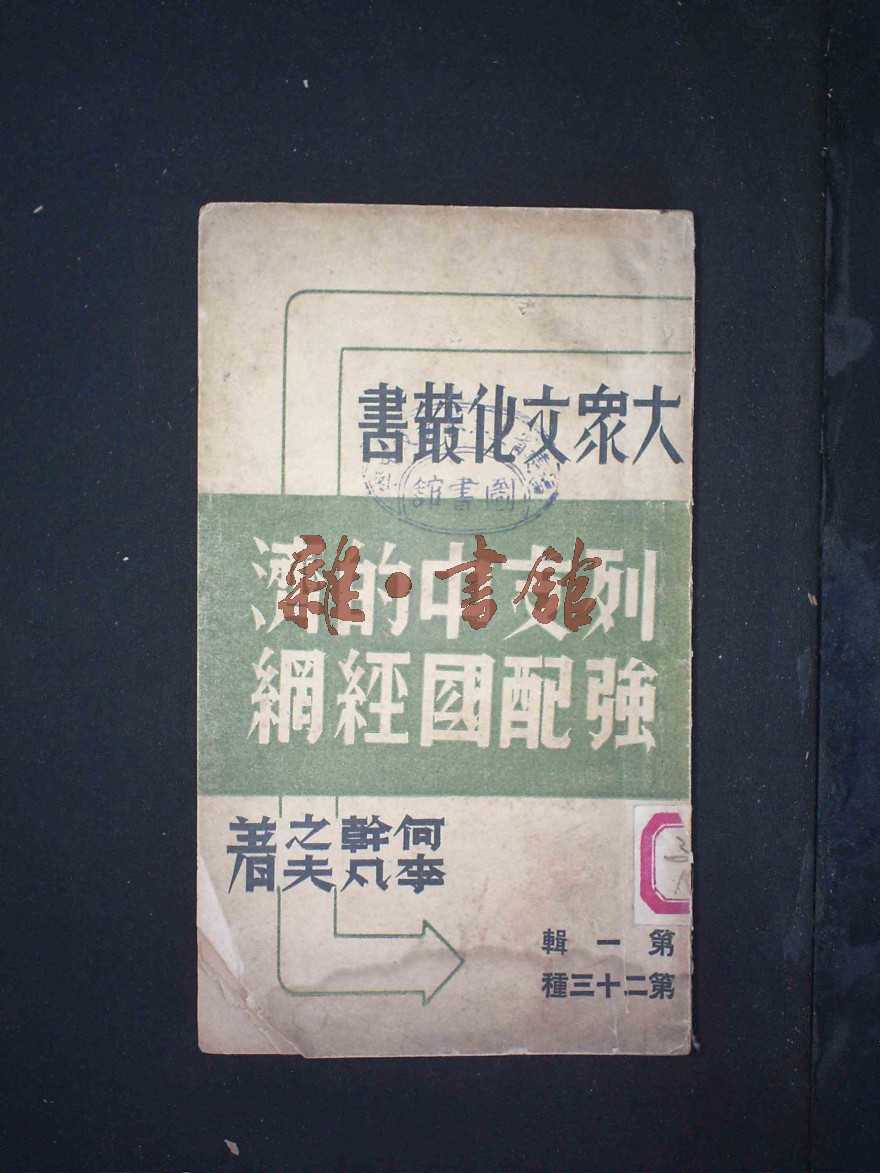 大衆文化叢書
圖書館
列強支配中國的經濟網
雜·書館
何幹之
李凡夫
著
第一輯
第二十三種